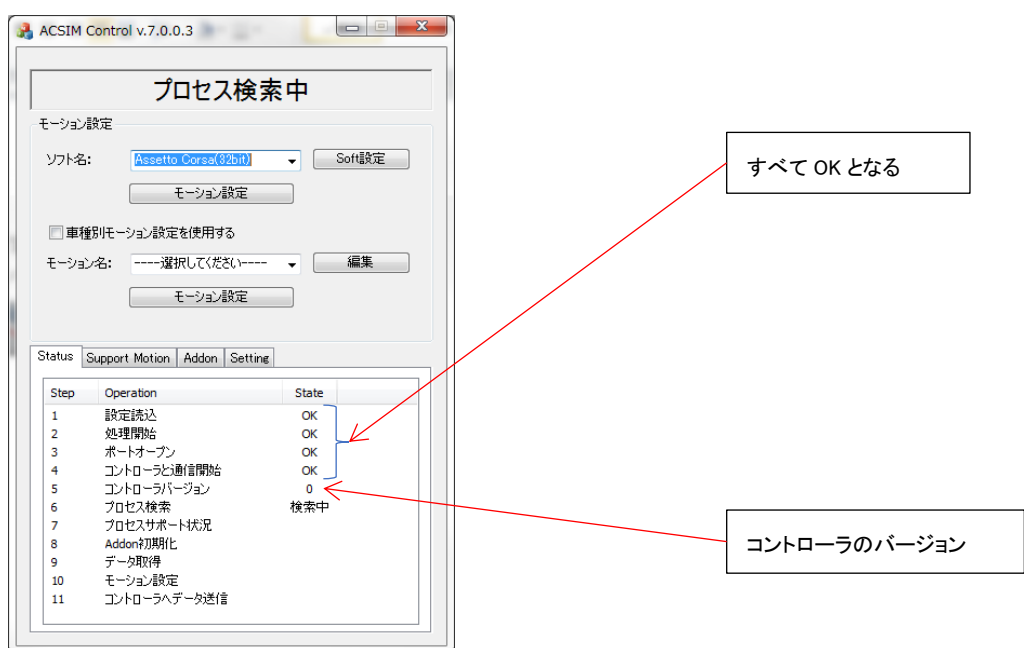 ACSIM Control v.7.0.0.3
プロセス検索中
モーション設定
ソフト名: Assetto Corsa(32bit) Soft設定
モーション設定
車種別モーション設定を使用する
モーション名: ----選択してください---- 編集
モーション設定
Status Support Motion Addon Setting
Step Operation State
1 設定読込 OK
2 処理開始 OK
3 ポートオープン OK
4 コントローラと通信開始 OK
5 コントローラバージョン 0
6 プロセス検索 検索中
7 プロセスサポート状況
8 Addon初期化
9 データ取得
10 モーション設定
11 コントローラへデータ送信
すべて OK となる
コントローラのバージョン